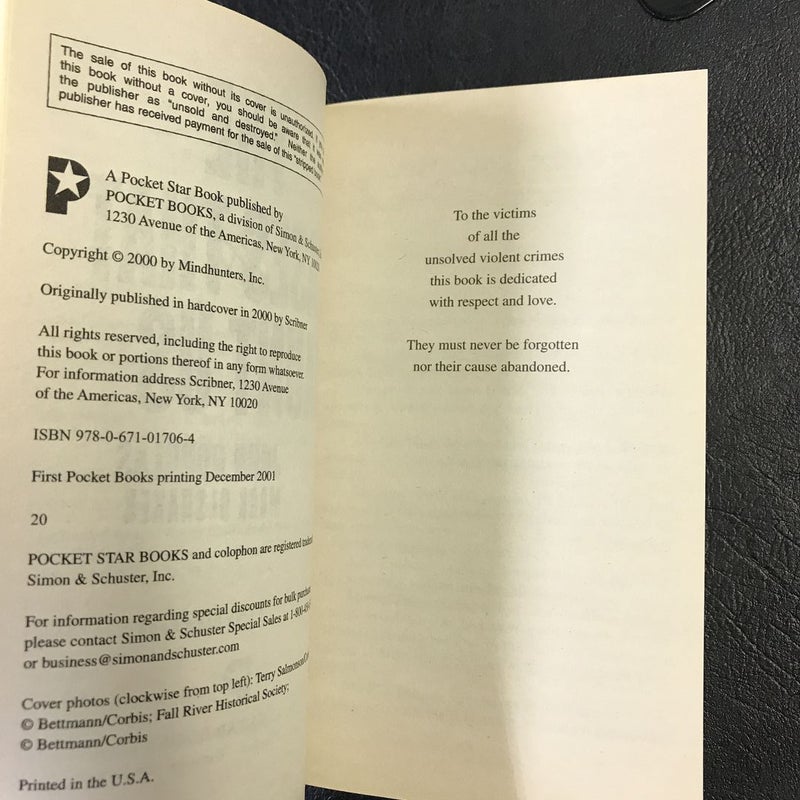 The sale of this book without its cover is unauthorized. If
this book without a cover, you should be aware that it
the publisher as "unsold and destroyed." Neither the
publisher has received payment for the sale of this "stripped book."
A Pocket Star Book published by
POCKET BOOKS, a division of Simon & Schuster
1230 Avenue of the Americas, New York, NY 10020
Copyright © 2000 by Mindhunters, Inc.
Originally published in hardcover in 2000 by Scribner
All rights reserved, including the right to reproduce
this book or portions thereof in any form whatsoever.
For information address Scribner, 1230 Avenue
of the Americas, New York, NY 10020
ISBN 978-0-671-01706-4
First Pocket Books printing December 2001
20
POCKET STAR BOOKS and colophon are registered
Simon & Schuster, Inc.
For information regarding special discounts for bulk
please contact Simon & Schuster Special Sales at
or business@simonandschuster.com
Cover photos (clockwise from top left): Terry
© Bettmann/Corbis; Fall River Historical Society;
© Bettmann/Corbis
Printed in the U.S.A.
To the victims
of all the
unsolved violent crimes
this book is dedicated
with respect and love.
They must never be forgotten
nor their cause abandoned.